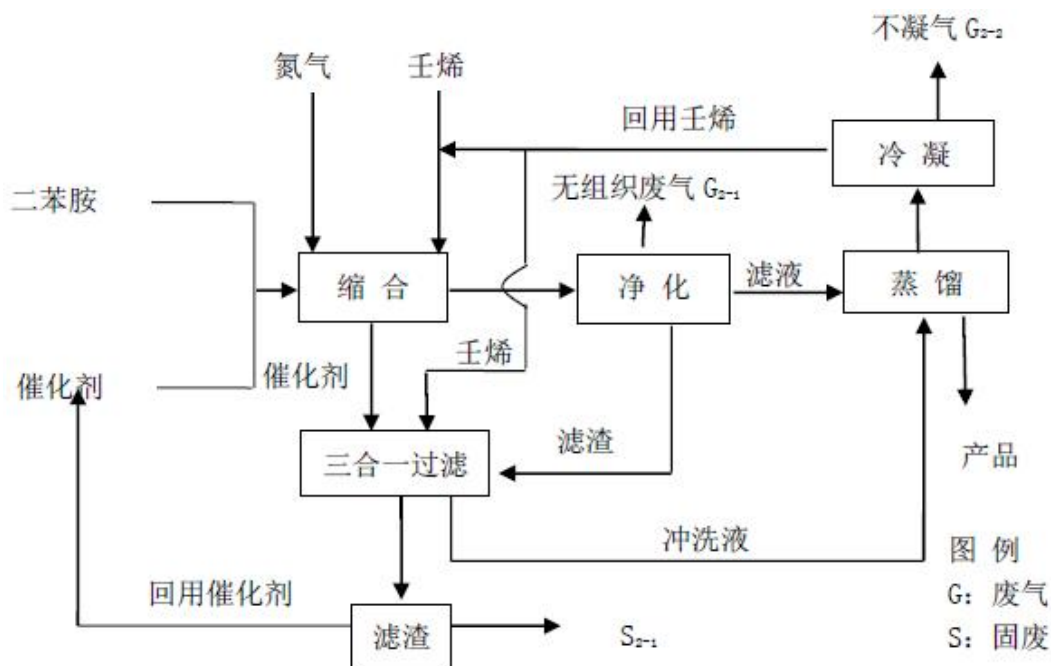 不凝气 G₂₋₂
氮气
壬烯
回用壬烯
冷 凝
二苯胺
无组织废气 G₂₋₁
缩 合
净 化
滤液
蒸 馏
催化剂
催化剂
壬烯
三合一过滤
滤渣
产品
冲洗液
图 例
回用催化剂
G：废气
滤渣
S₂₋₁
S：固废